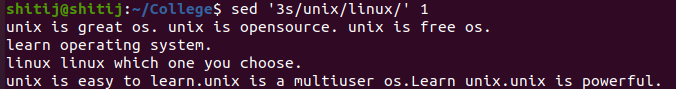 shitij@shitij:~/College$ sed '3s/unix/linux/' 1
unix is great os. unix is opensource. unix is free os.
learn operating system.
linux linux which one you choose.
unix is easy to learn.unix is a multiuser os.Learn unix.unix is powerful.